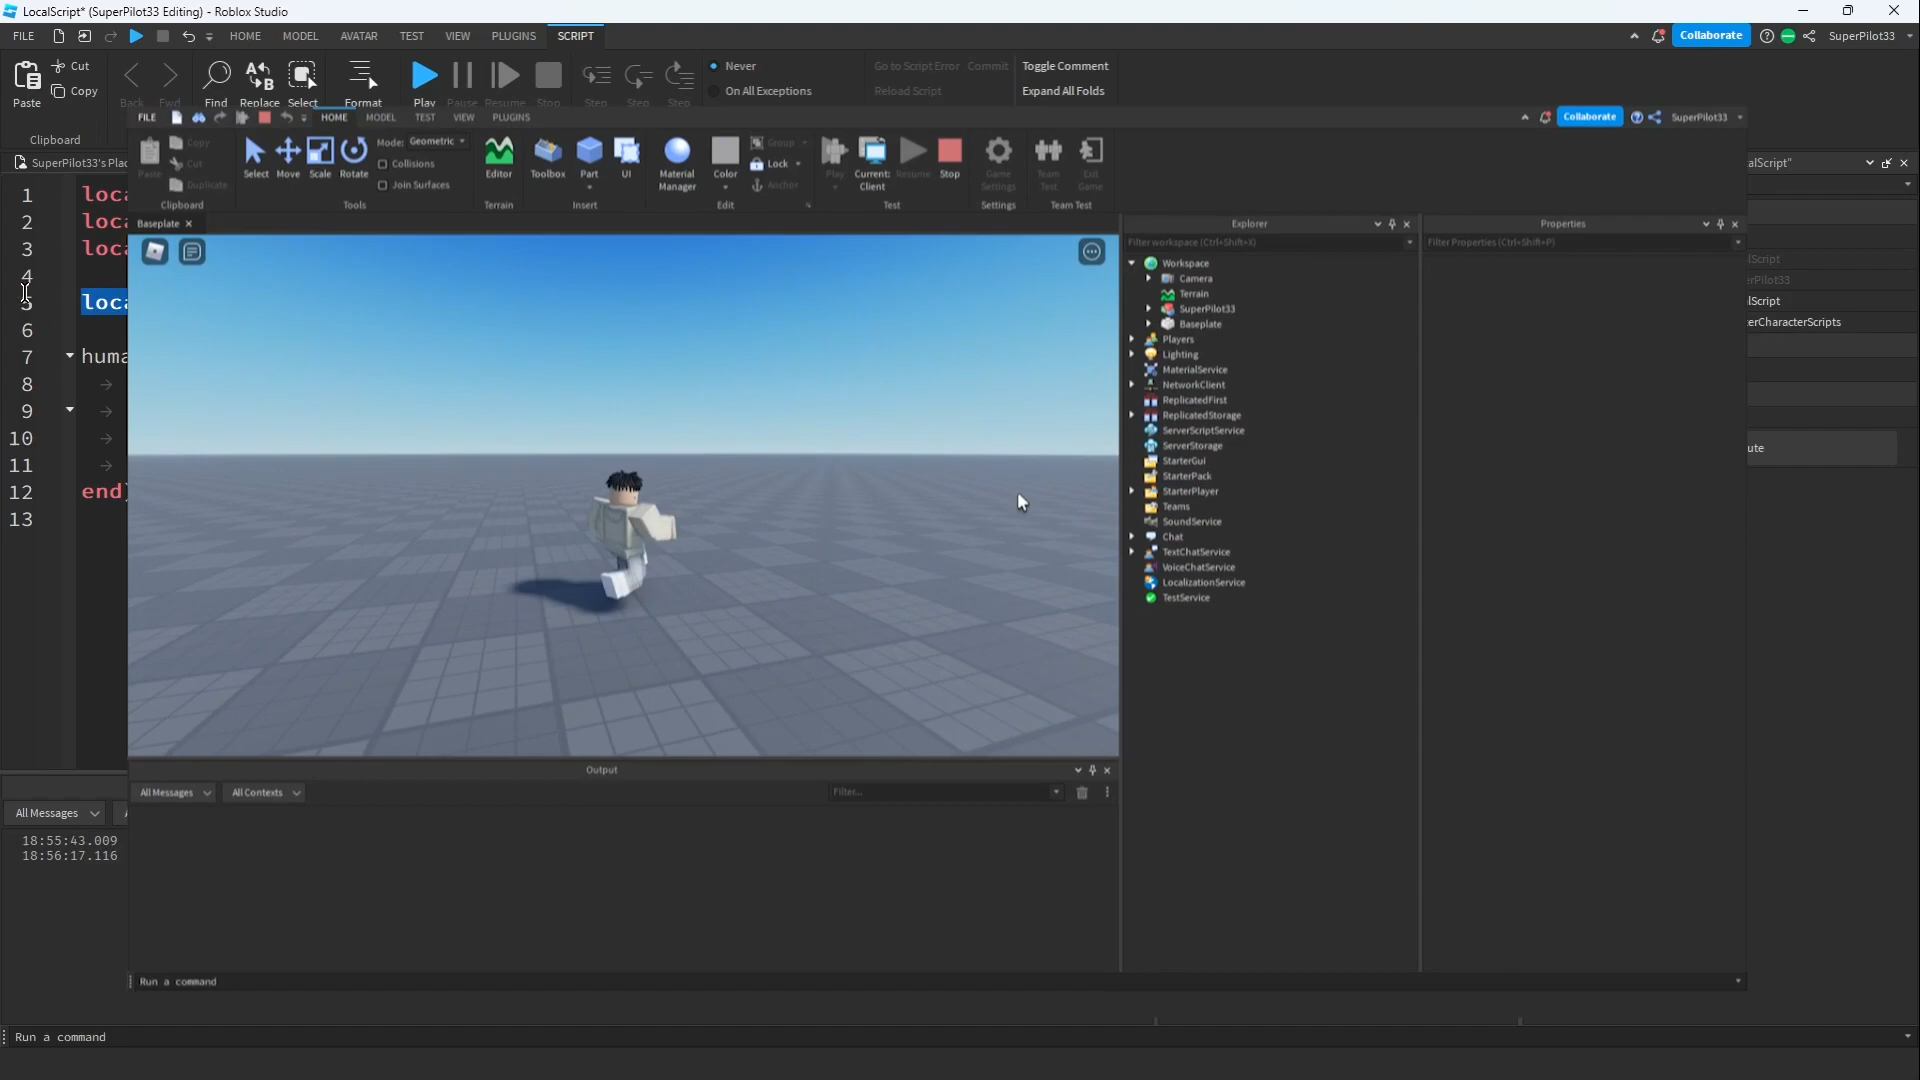 LocalScript* (SuperPilot33 Editing) - Roblox Studio
FILE HOME MODEL AVATAR TEST VIEW PLUGINS SCRIPT Collaborate SuperPilot33
Cut
Copy
Paste Back Fwd Find Replace Select Format Play Pause Resume Stop Step Step Step
Never
On All Exceptions
Go to Script Error Commit
Reload Script
Toggle Comment
Expand All Folds
Clipboard
SuperPilot33's Plac
alScript"
1 loca
2 loca
3 loca
4
5 loca
6
7 huma
8
9
10
11
12 end
13
lScript
erPilot33
lScript
erCharacterScripts
ute
FILE HOME MODEL TEST VIEW PLUGINS Collaborate SuperPilot33
Paste
Copy
Cut
Duplicate
Clipboard
Select Move Scale Rotate
Mode: Geometric
Collisions
Join Surfaces
Tools
Editor
Terrain
Toolbox Part UI
Insert
Material Manager
Color
Group
Lock
Anchor
Edit
Play Current: Client Resume Stop
Test
Game Settings
Settings
Team Test
Exit Game
Team Test
Baseplate
Explorer
Filter workspace (Ctrl+Shift+X)
Workspace
Camera
Terrain
SuperPilot33
Baseplate
Players
Lighting
MaterialService
NetworkClient
ReplicatedFirst
ReplicatedStorage
ServerScriptService
ServerStorage
StarterGui
StarterPack
StarterPlayer
Teams
SoundService
Chat
TextChatService
VoiceChatService
LocalizationService
TestService
Properties
Filter Properties (Ctrl+Shift+P)
Output
All Messages All Contexts Filter...
Run a command
All Messages
18:55:43.009
18:56:17.116
Run a command